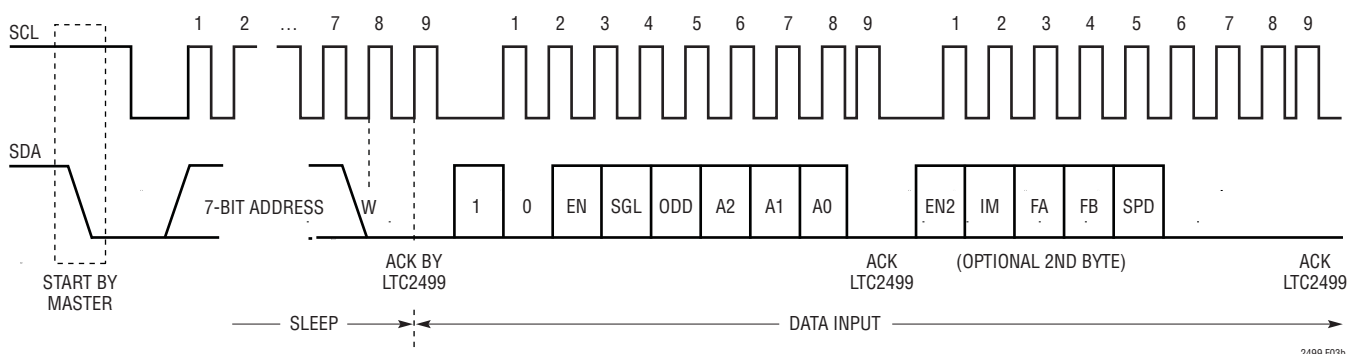 SCL
1 2 … 7 8 9 1 2 3 4 5 6 7 8 9 1 2 3 4 5 6 7 8 9
SDA
7-BIT ADDRESS W 1 0 EN SGL ODD A2 A1 A0 EN2 IM FA FB SPD
START BY
MASTER
ACK BY
LTC2499
ACK
LTC2499
(OPTIONAL 2ND BYTE)
ACK
LTC2499
SLEEP
DATA INPUT
2499 F03b